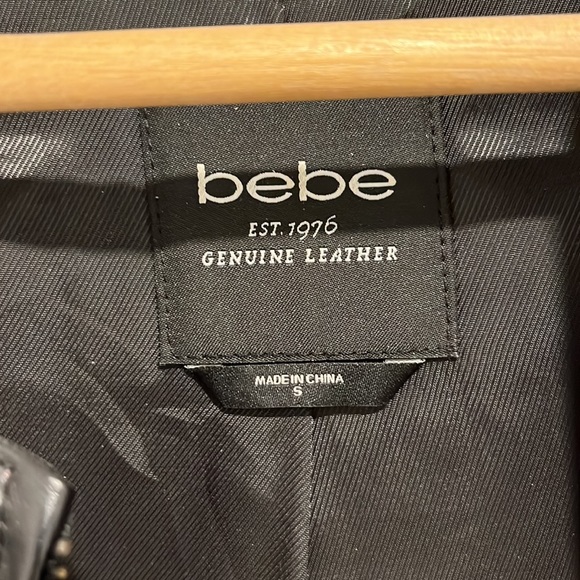 bebe
EST. 1976
GENUINE LEATHER
MADE IN CHINA
S